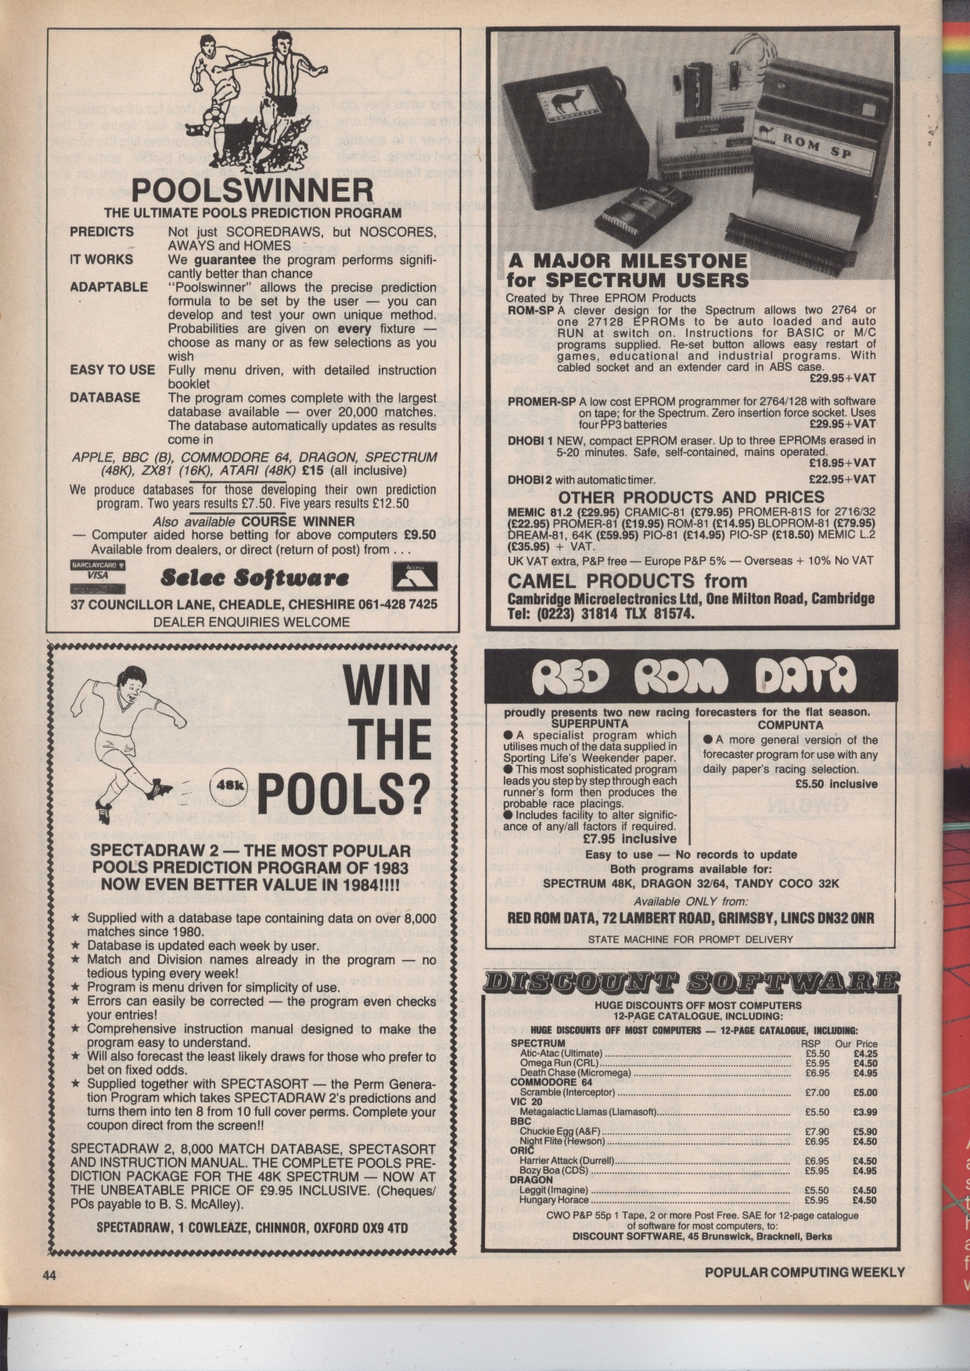 POOLSWINNER
THE ULTIMATE POOLS PREDICTION PROGRAM
PREDICTS Not just SCOREDRAWS, but NOSCORES,
AWAYS and HOMES
IT WORKS We guarantee the program performs signifi-
cantly better than chance
ADAPTABLE "Poolswinner" allows the precise prediction
formula to be set by the user — you can
develop and test your own unique method.
Probabilities are given on every fixture —
choose as many or as few selections as you
wish
EASY TO USE Fully menu driven, with detailed instruction
booklet
DATABASE The program comes complete with the largest
database available — over 20,000 matches.
The database automatically updates as results
come in
APPLE, BBC (B), COMMODORE 64, DRAGON, SPECTRUM
(48K), ZX81 (16K), ATARI (48K) £15 (all inclusive)
We produce databases for those developing their own prediction
program. Two years results £7.50. Five years results £12.50
Also available COURSE WINNER
— Computer aided horse betting for above computers £9.50
Available from dealers, or direct (return of post) from . . .
BARCLAYCARD
VISA
Selec Software
Access
37 COUNCILLOR LANE, CHEADLE, CHESHIRE 061-428 7425
DEALER ENQUIRIES WELCOME
WIN
THE
POOLS?
48k
SPECTADRAW 2 — THE MOST POPULAR
POOLS PREDICTION PROGRAM OF 1983
NOW EVEN BETTER VALUE IN 1984!!!!
★ Supplied with a database tape containing data on over 8,000
matches since 1980.
★ Database is updated each week by user.
★ Match and Division names already in the program — no
tedious typing every week!
★ Program is menu driven for simplicity of use.
★ Errors can easily be corrected — the program even checks
your entries!
★ Comprehensive instruction manual designed to make the
program easy to understand.
★ Will also forecast the least likely draws for those who prefer to
bet on fixed odds.
★ Supplied together with SPECTASORT — the Perm Genera-
tion Program which takes SPECTADRAW 2's predictions and
turns them into ten 8 from 10 full cover perms. Complete your
coupon direct from the screen!!
SPECTADRAW 2, 8,000 MATCH DATABASE, SPECTASORT
AND INSTRUCTION MANUAL. THE COMPLETE POOLS PRE-
DICTION PACKAGE FOR THE 48K SPECTRUM — NOW AT
THE UNBEATABLE PRICE OF £9.95 INCLUSIVE. (Cheques/
POs payable to B. S. McAlley).
SPECTADRAW, 1 COWLEAZE, CHINNOR, OXFORD OX9 4TD
ROM SP
A MAJOR MILESTONE
for SPECTRUM USERS
Created by Three EPROM Products
ROM-SP A clever design for the Spectrum allows two 2764 or
one 27128 EPROMs to be auto loaded and auto
RUN at switch on. Instructions for BASIC or M/C
programs supplied. Re-set button allows easy restart of
games, educational and industrial programs. With
cabled socket and an extender card in ABS case.
£29.95+VAT
PROMER-SP A low cost EPROM programmer for 2764/128 with software
on tape; for the Spectrum. Zero insertion force socket. Uses
four PP3 batteries £29.95+VAT
DHOBI 1 NEW, compact EPROM eraser. Up to three EPROMs erased in
5-20 minutes. Safe, self-contained, mains operated.
£18.95+VAT
DHOBI 2 with automatic timer. £22.95+VAT
OTHER PRODUCTS AND PRICES
MEMIC 81.2 (£29.95) CRAMIC-81 (£79.95) PROMER-81S for 2716/32
(£22.95) PROMER-81 (£19.95) ROM-81 (£14.95) BLOPROM-81 (£79.95)
DREAM-81, 64K (£59.95) PIO-81 (£14.95) PIO-SP (£18.50) MEMIC L.2
(£35.95) + VAT.
UK VAT extra, P&P free — Europe P&P 5% — Overseas + 10% No VAT
CAMEL PRODUCTS from
Cambridge Microelectronics Ltd, One Milton Road, Cambridge
Tel: (0223) 31814 TLX 81574.
RED ROM DATA
proudly presents two new racing forecasters for the flat season.
SUPERPUNTA
● A specialist program which
utilises much of the data supplied in
Sporting Life's Weekender paper.
● This most sophisticated program
leads you step by step through each
runner's form then produces the
probable race placings.
● Includes facility to alter signific-
ance of any/all factors if required.
£7.95 inclusive
COMPUNTA
● A more general version of the
forecaster program for use with any
daily paper's racing selection.
£5.50 inclusive
Easy to use — No records to update
Both programs available for:
SPECTRUM 48K, DRAGON 32/64, TANDY COCO 32K
Available ONLY from:
RED ROM DATA, 72 LAMBERT ROAD, GRIMSBY, LINCS DN32 0NR
STATE MACHINE FOR PROMPT DELIVERY
DISCOUNT SOFTWARE
HUGE DISCOUNTS OFF MOST COMPUTERS
12-PAGE CATALOGUE, INCLUDING:
HUGE DISCOUNTS OFF MOST COMPUTERS — 12-PAGE CATALOGUE, INCLUDING:
SPECTRUM RSP Our Price
Atic-Atac (Ultimate) £5.50 £4.25
Omega Run (CRL) £5.95 £4.50
Death Chase (Micromega) £6.95 £4.95
COMMODORE 64
Scramble (Interceptor) £7.00 £5.00
VIC 20
Metagalactic Llamas (Llamasoft) £5.50 £3.99
BBC
Chuckie Egg (A&F) £7.90 £5.90
Night Flite (Hewson) £6.95 £4.50
ORIC
Harrier Attack (Durrell) £6.95 £4.50
Bozy Boa (CDS) £5.95 £4.95
DRAGON
Leggit (Imagine) £5.50 £4.50
Hungary Horace £5.95 £4.50
CWO P&P 55p 1 Tape, 2 or more Post Free. SAE for 12-page catalogue
of software for most computers, to:
DISCOUNT SOFTWARE, 45 Brunswick, Bracknell, Berks
44
POPULAR COMPUTING WEEKLY